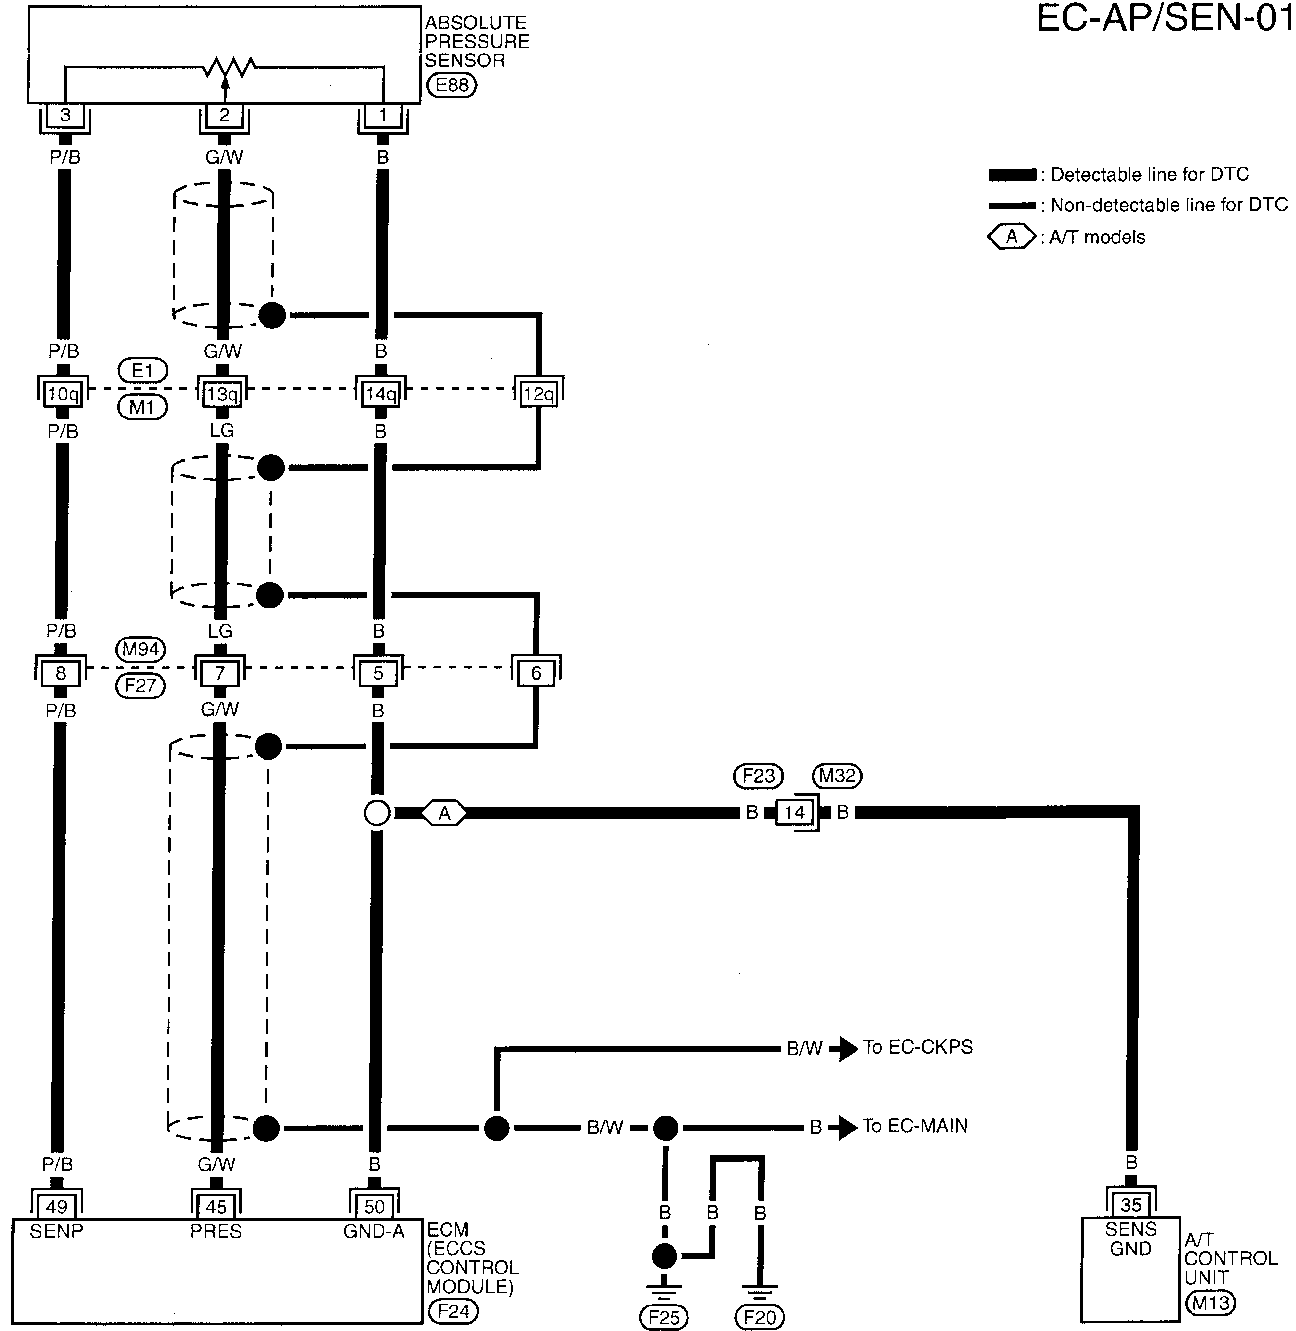 EC-AP/SEN-01
ABSOLUTE
PRESSURE
SENSOR
E88
3 2 1
P/B G/W B
: Detectable line for DTC
: Non-detectable line for DTC
A : A/T models
P/B G/W B
E1
10q 13q 14q 12q
M1
P/B LG B
P/B LG B
M94
8 7 5 6
F27
P/B G/W B
F23 M32
A B 14 B
B/W To EC-CKPS
B/W B To EC-MAIN
P/B G/W B B
49 45 50 B B B 35
SENP PRES GND-A
ECM
(ECCS
CONTROL
MODULE)
F24
F25 F20
SENS
GND
A/T
CONTROL
UNIT
M13